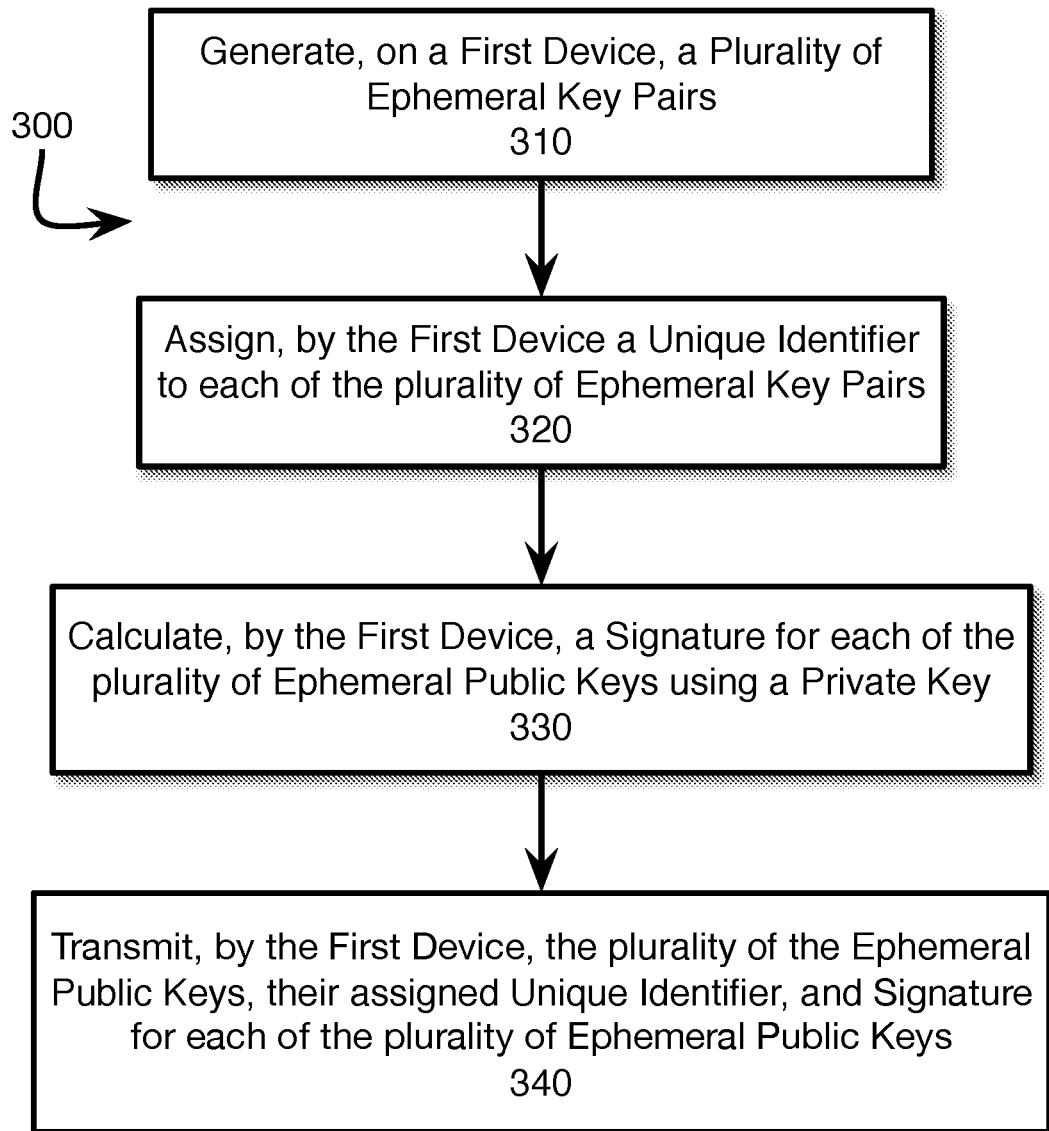 Generate, on a First Device, a Plurality of
Ephemeral Key Pairs
310
300
Assign, by the First Device a Unique Identifier
to each of the plurality of Ephemeral Key Pairs
320
Calculate, by the First Device, a Signature for each of the
plurality of Ephemeral Public Keys using a Private Key
330
Transmit, by the First Device, the plurality of the Ephemeral
Public Keys, their assigned Unique Identifier, and Signature
for each of the plurality of Ephemeral Public Keys
340